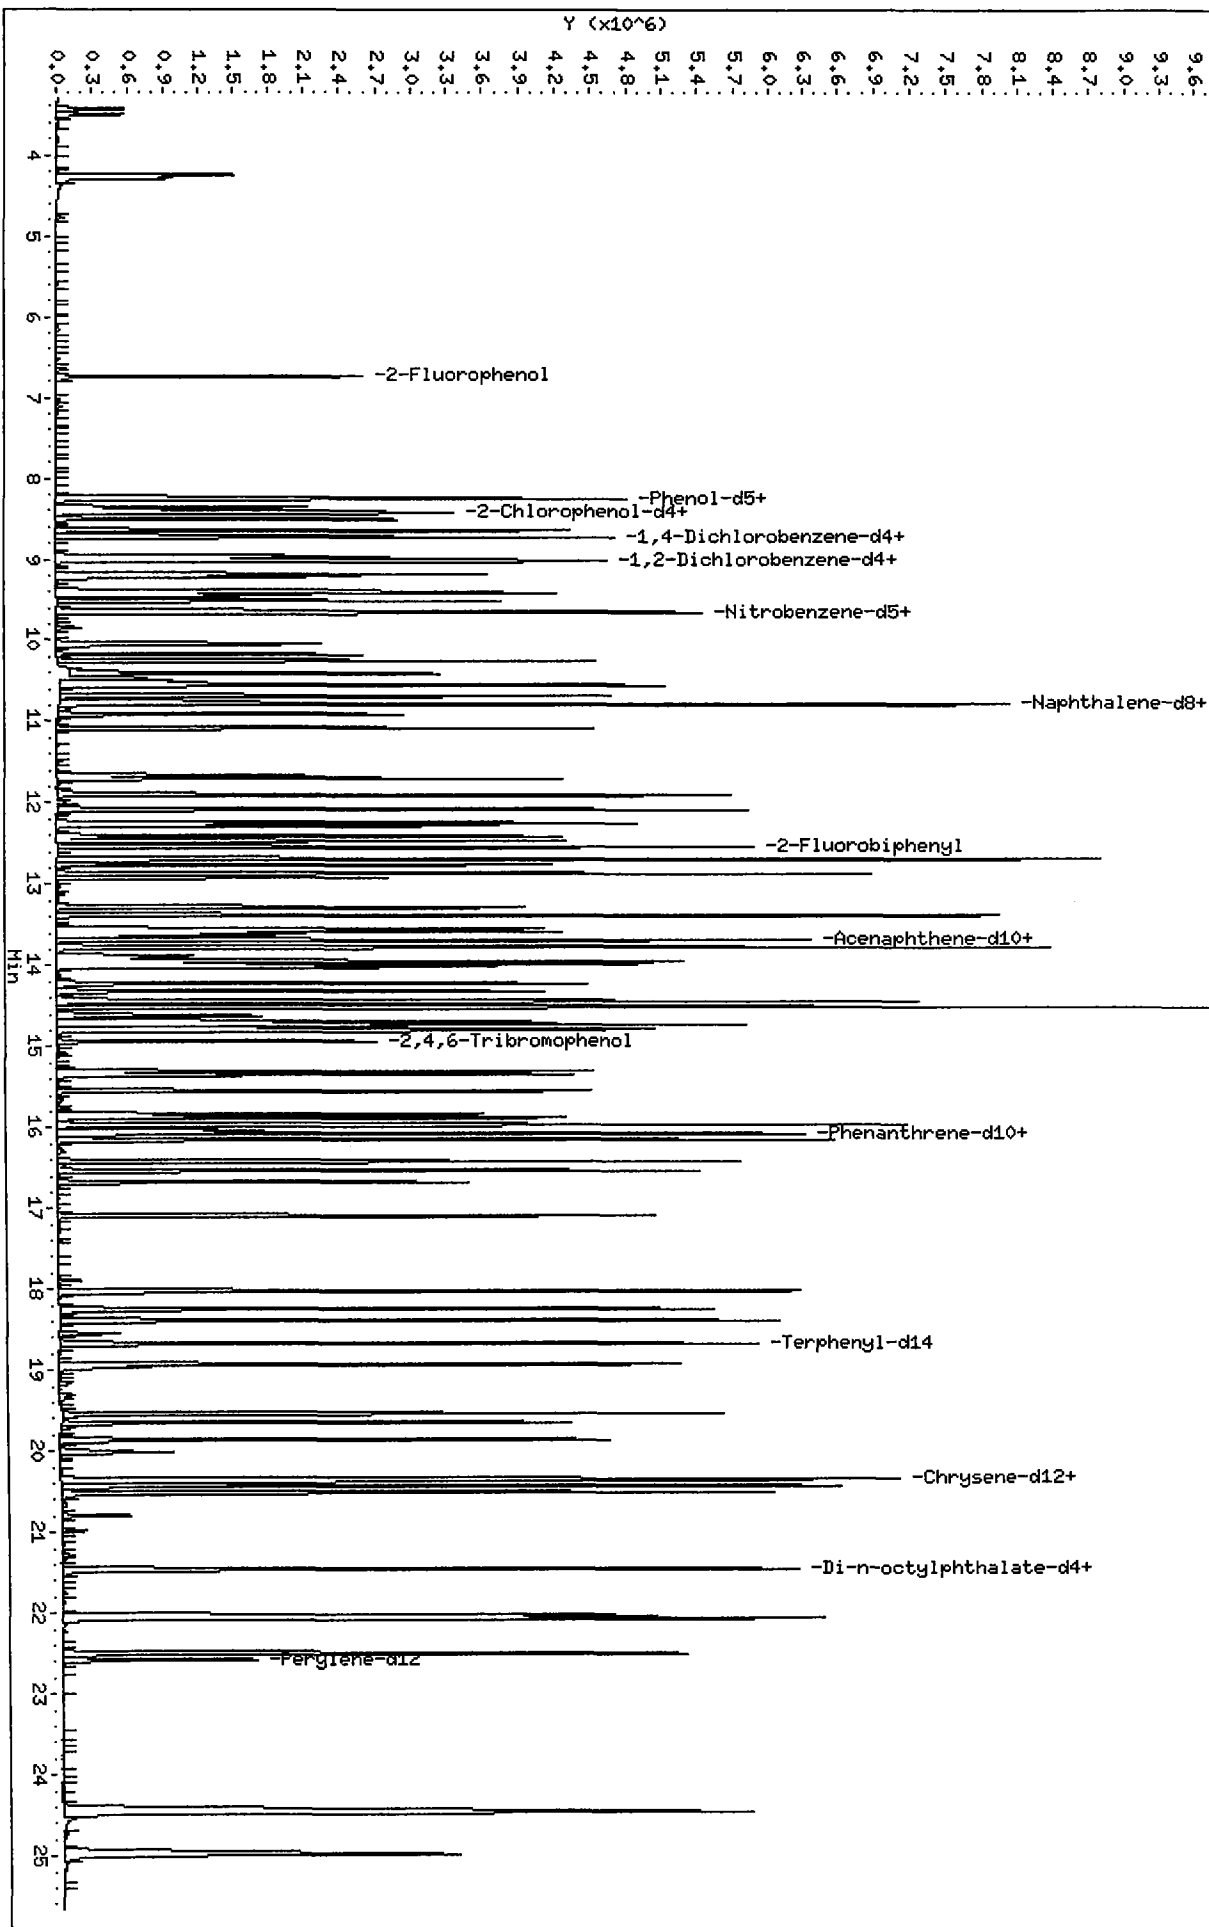 Y (x10^6)
0.0 0.3 0.6 0.9 1.2 1.5 1.8 2.1 2.4 2.7 3.0 3.3 3.6 3.9 4.2 4.5 4.8 5.1 5.4 5.7 6.0 6.3 6.6 6.9 7.2 7.5 7.8 8.1 8.4 8.7 9.0 9.3 9.6
4
5
6
-2-Fluorophenol
7
8
-Phenol-d5+
-2-Chlorophenol-d4+
-1,4-Dichlorobenzene-d4+
9
-1,2-Dichlorobenzene-d4+
-Nitrobenzene-d5+
10
-Naphthalene-d8+
11
12
-2-Fluorobiphenyl
13
-Acenaphthene-d10+
14
Min
-2,4,6-Tribromophenol
15
16
-Phenanthrene-d10+
17
18
-Terphenyl-d14
19
20
-Chrysene-d12+
21
-Di-n-octylphthalate-d4+
22
-Perylene-d12
23
24
25